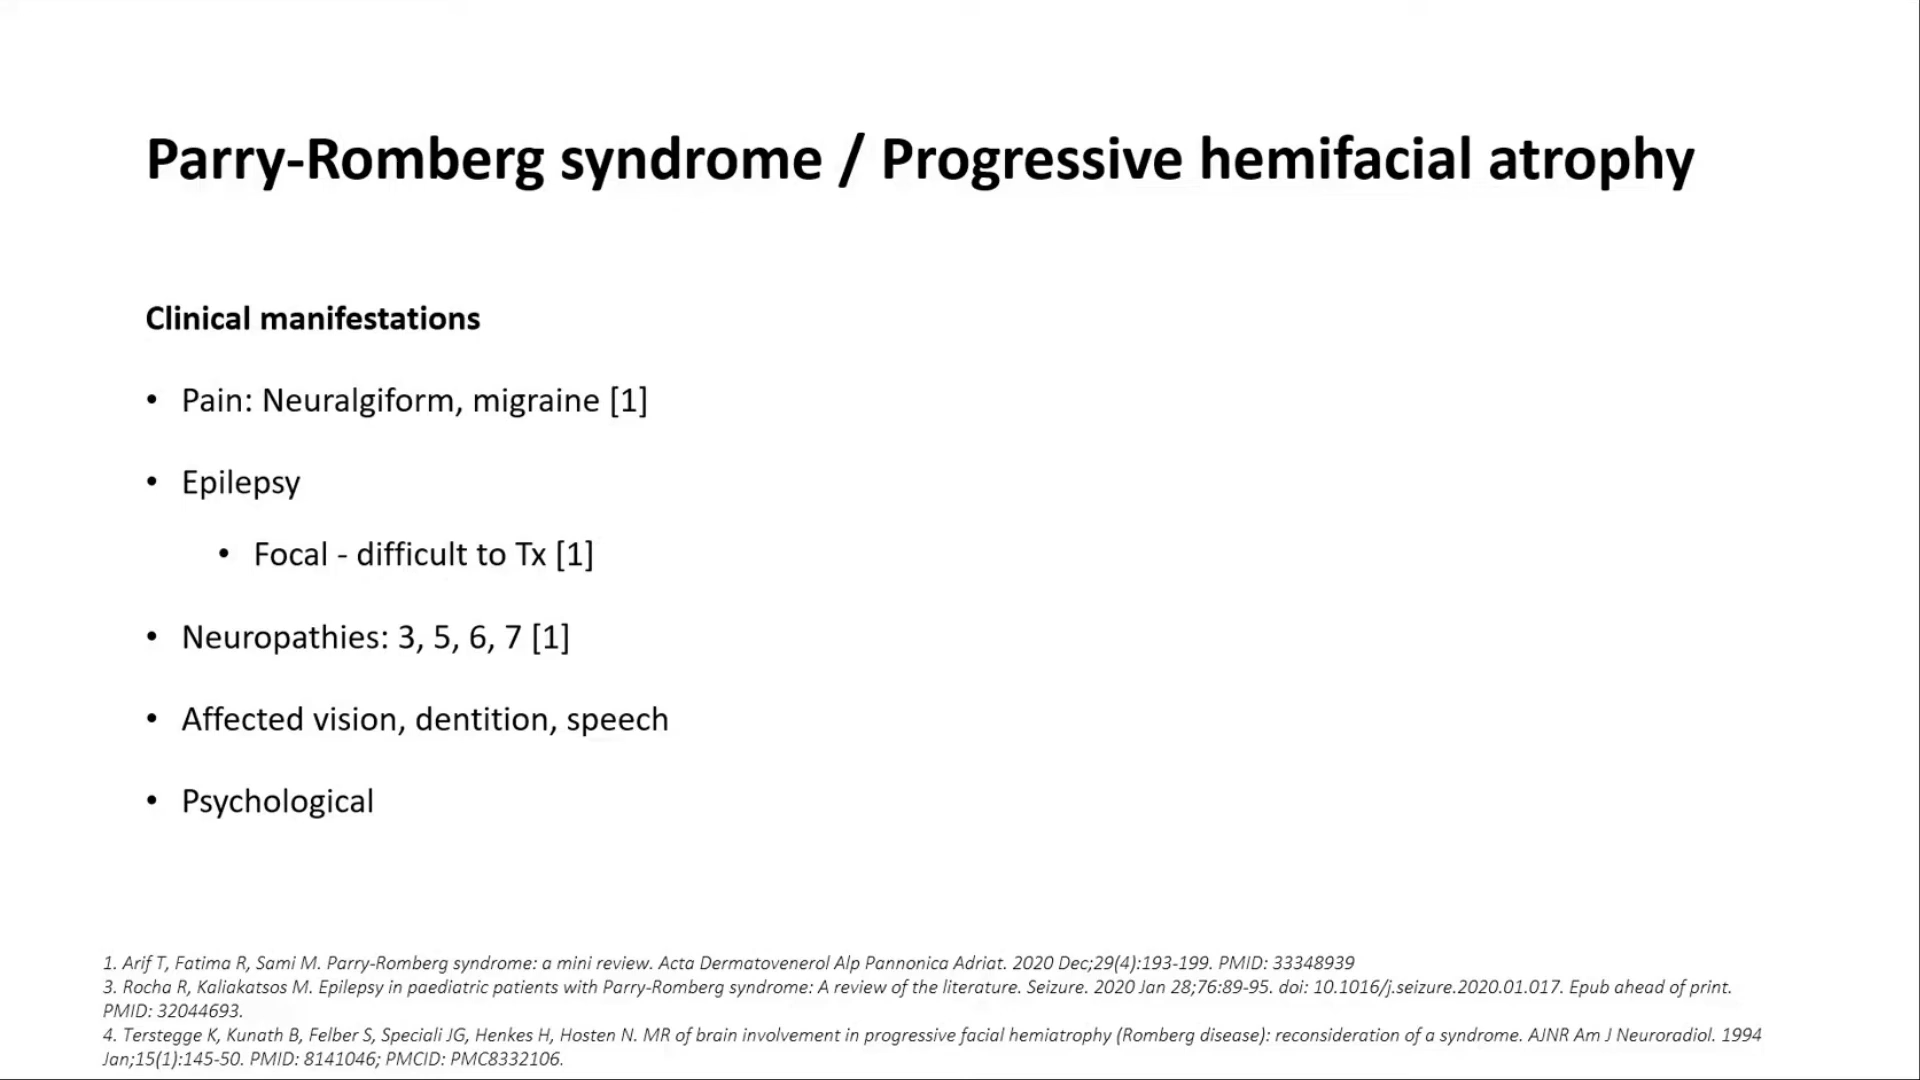 Parry-Romberg syndrome / Progressive hemifacial atrophy
Clinical manifestations
• Pain: Neuralgiform, migraine [1]
• Epilepsy
• Focal - difficult to Tx [1]
• Neuropathies: 3, 5, 6, 7 [1]
• Affected vision, dentition, speech
• Psychological
1. Arif T, Fatima R, Sami M. Parry-Romberg syndrome: a mini review. Acta Dermatovenerol Alp Pannonica Adriat. 2020 Dec;29(4):193-199. PMID: 33348939
3. Rocha R, Kaliakatsos M. Epilepsy in paediatric patients with Parry-Romberg syndrome: A review of the literature. Seizure. 2020 Jan 28;76:89-95. doi: 10.1016/j.seizure.2020.01.017. Epub ahead of print.
PMID: 32044693.
4. Terstegge K, Kunath B, Felber S, Speciali JG, Henkes H, Hosten N. MR of brain involvement in progressive facial hemiatrophy (Romberg disease): reconsideration of a syndrome. AJNR Am J Neuroradiol. 1994
Jan;15(1):145-50. PMID: 8141046; PMCID: PMC8332106.